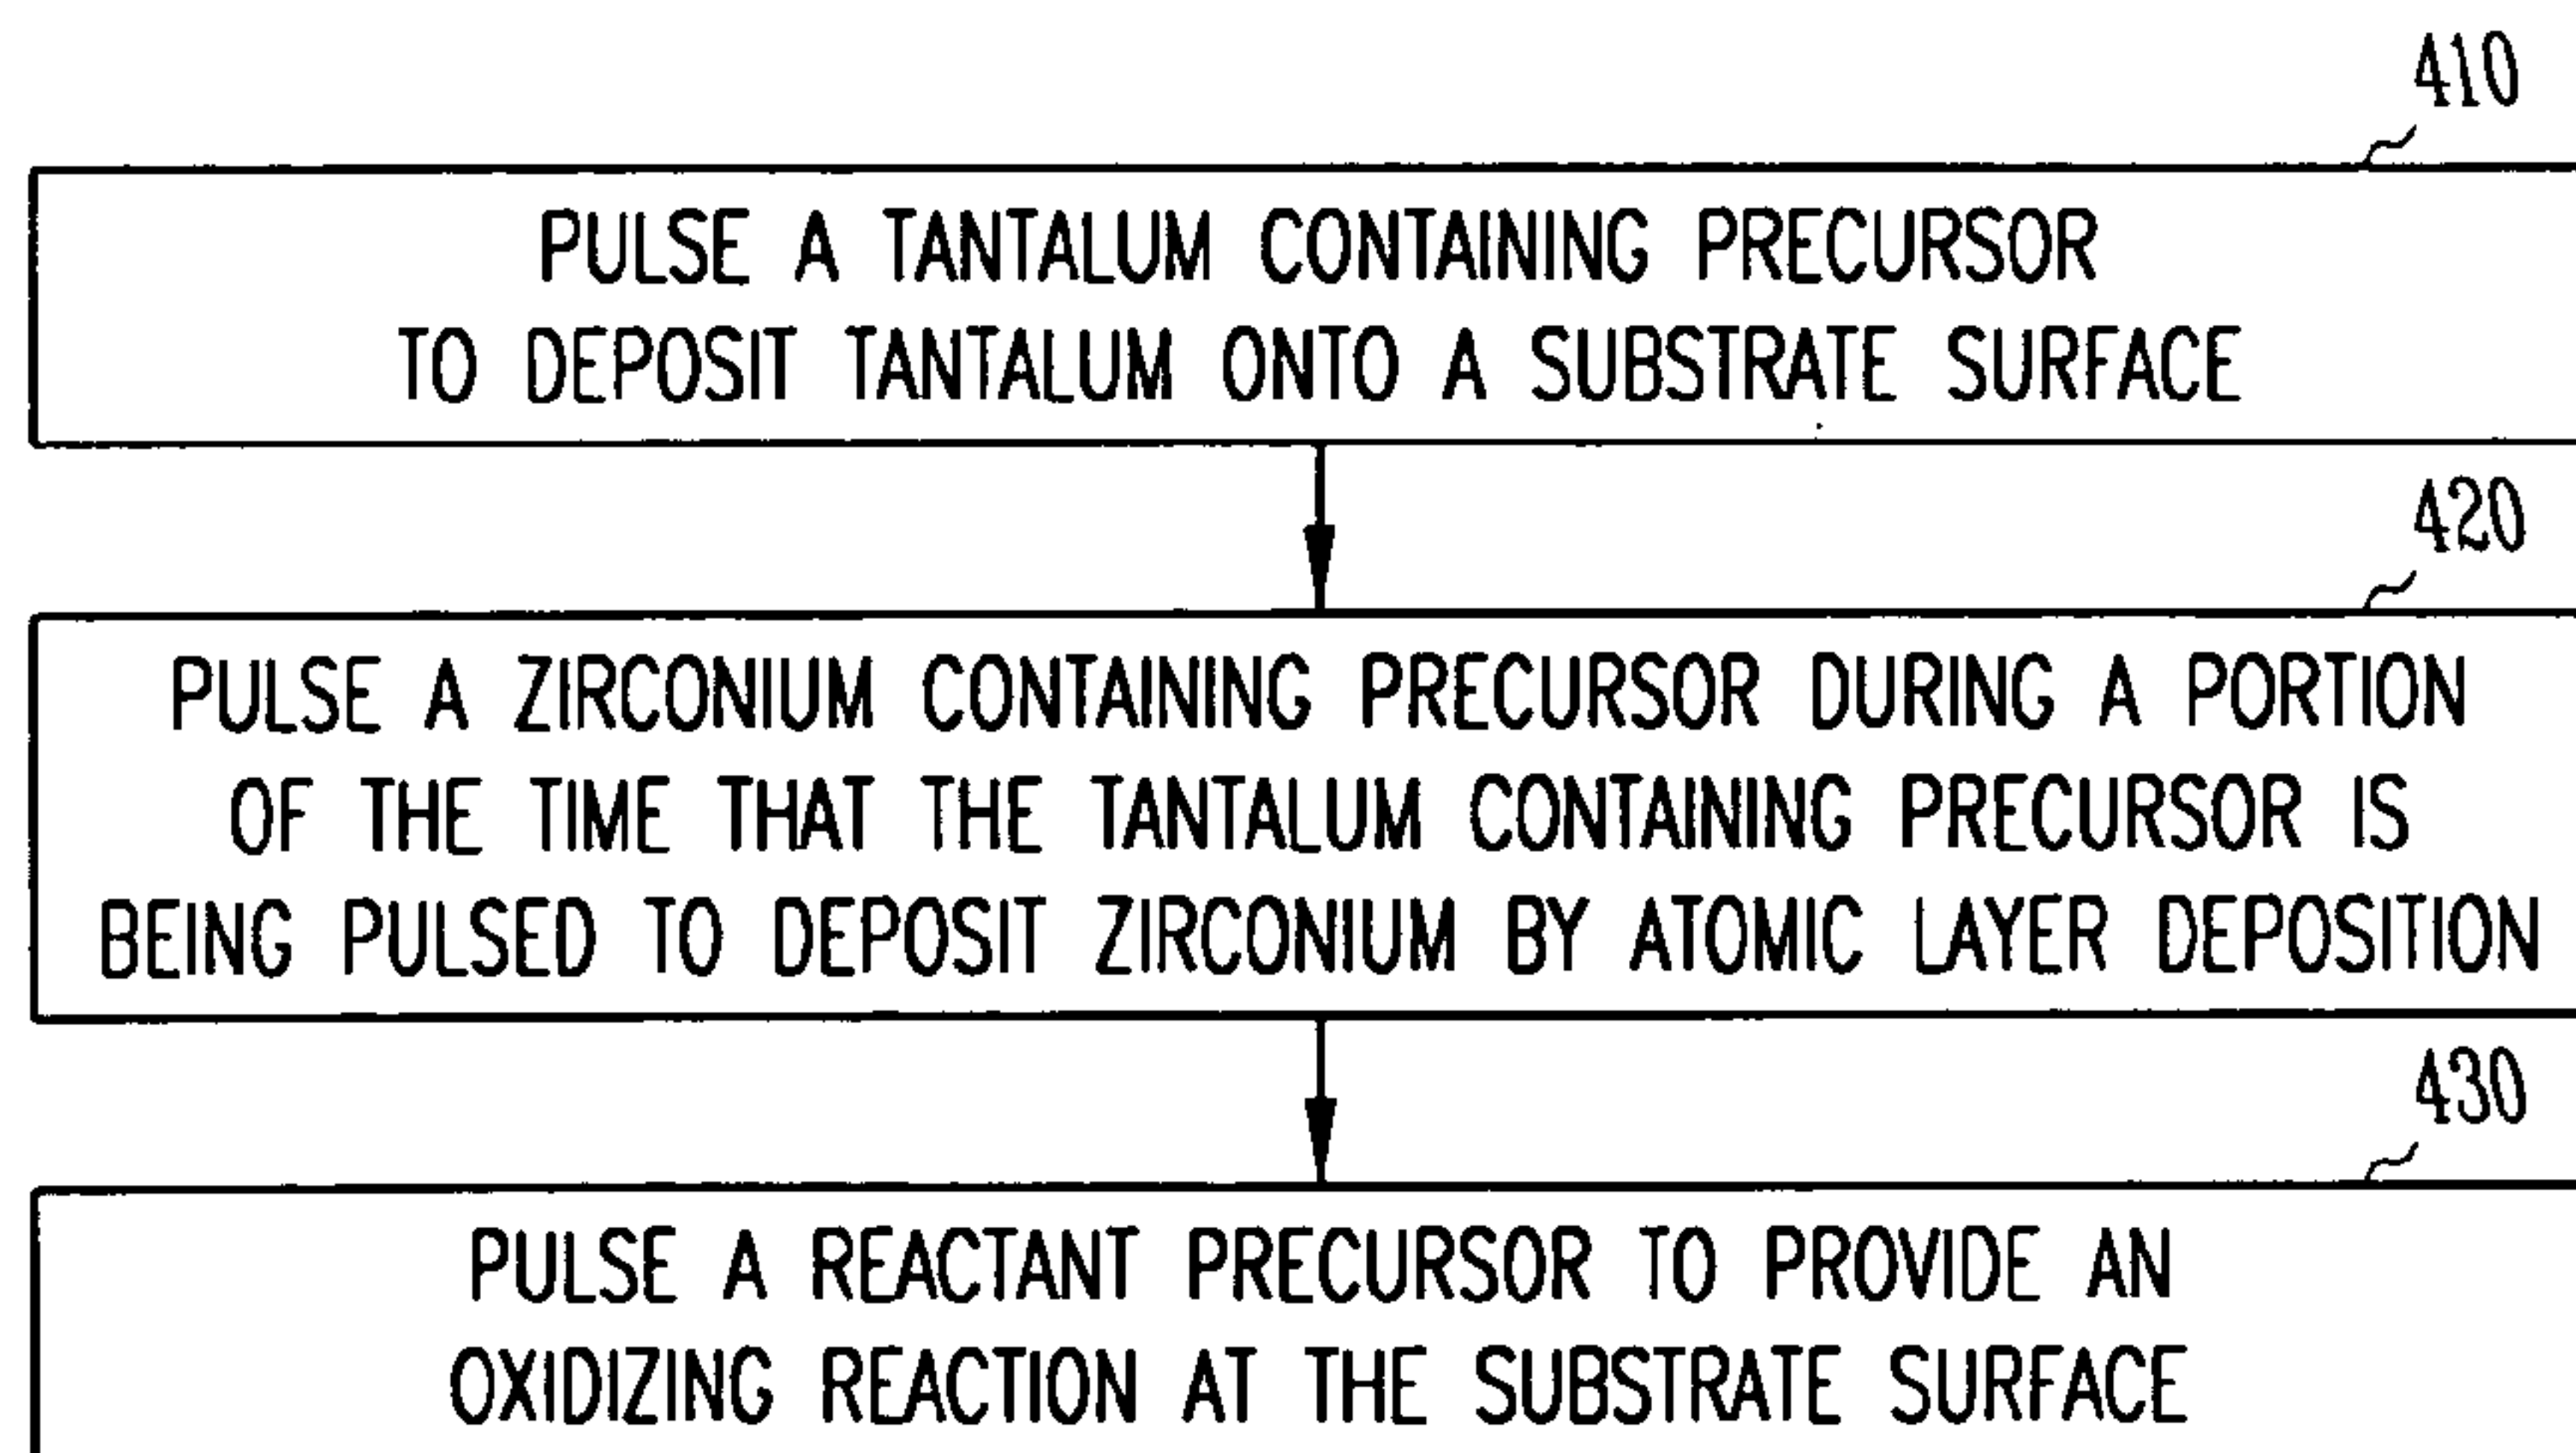 410
PULSE A TANTALUM CONTAINING PRECURSOR
TO DEPOSIT TANTALUM ONTO A SUBSTRATE SURFACE
420
PULSE A ZIRCONIUM CONTAINING PRECURSOR DURING A PORTION
OF THE TIME THAT THE TANTALUM CONTAINING PRECURSOR IS
BEING PULSED TO DEPOSIT ZIRCONIUM BY ATOMIC LAYER DEPOSITION
430
PULSE A REACTANT PRECURSOR TO PROVIDE AN
OXIDIZING REACTION AT THE SUBSTRATE SURFACE